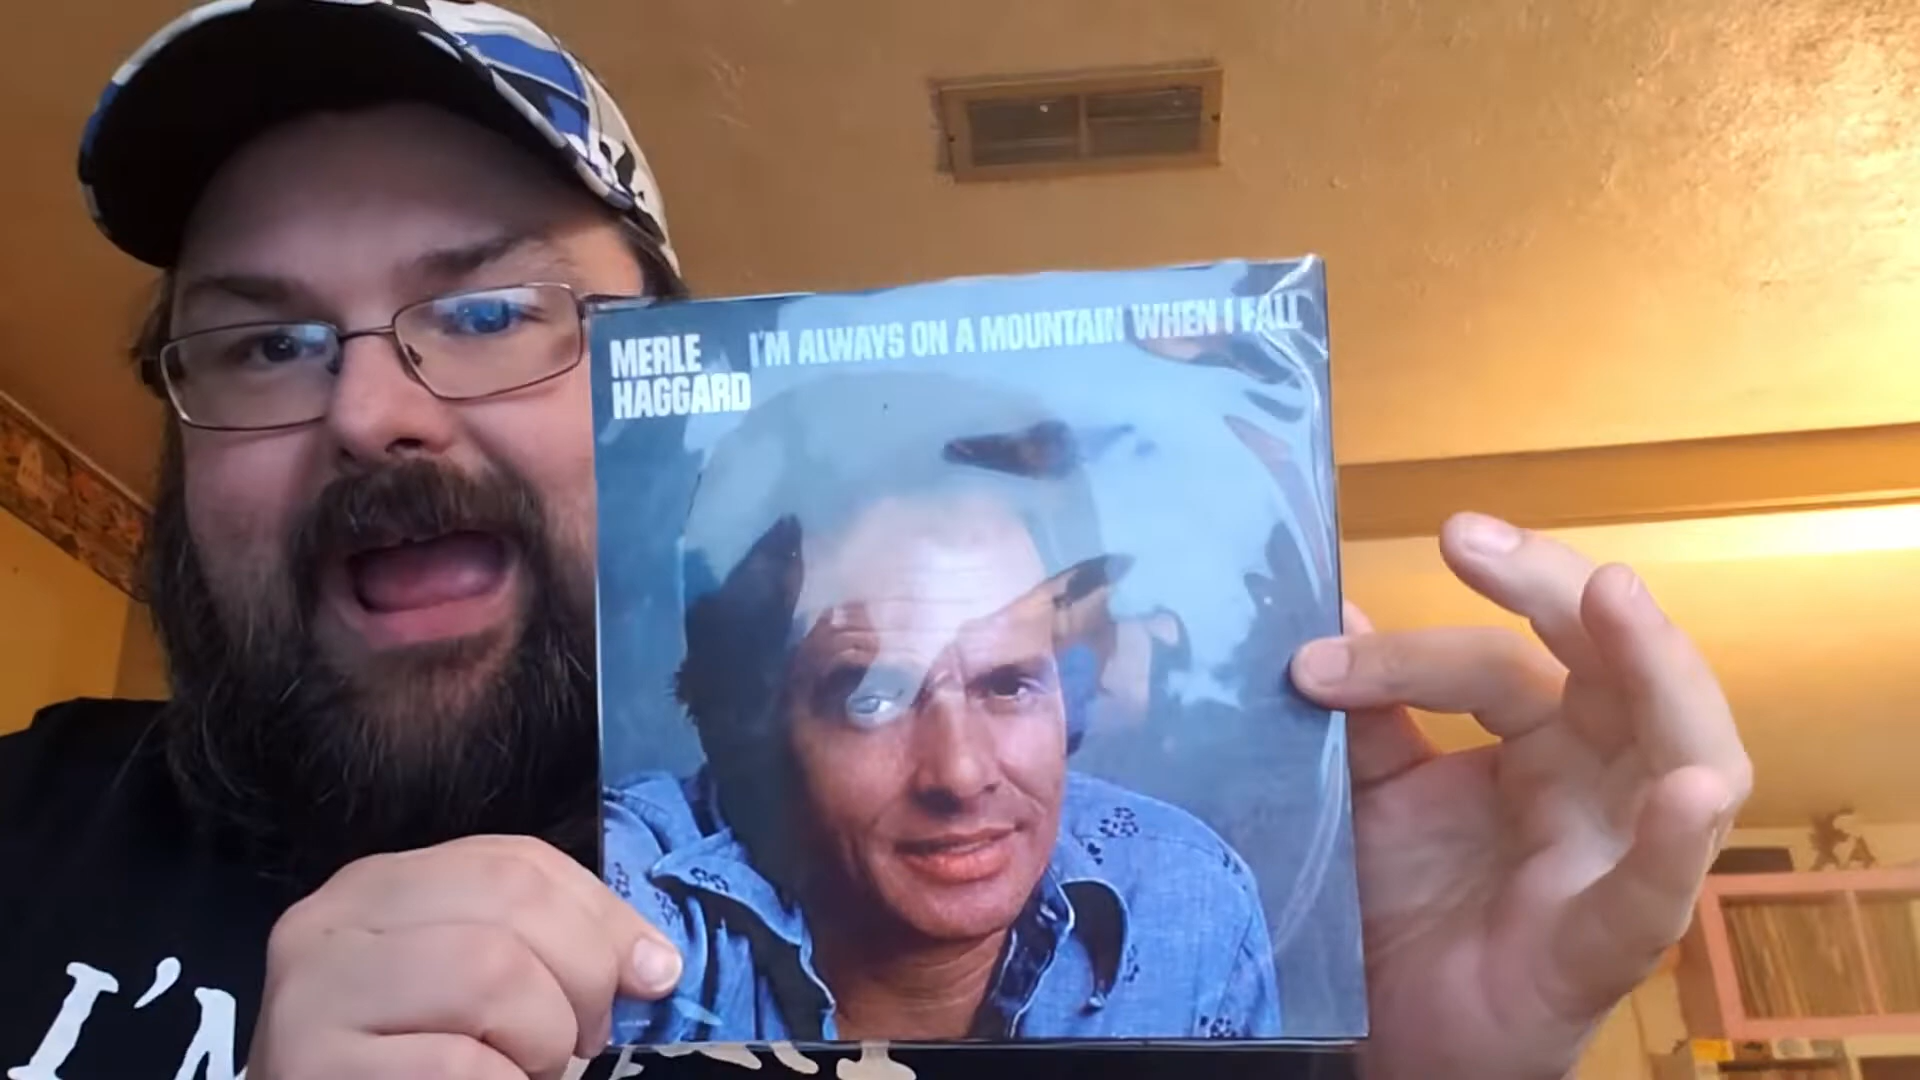 MERLE
HAGGARD
I'M ALWAYS ON A MOUNTAIN WHEN I FALL
I'M